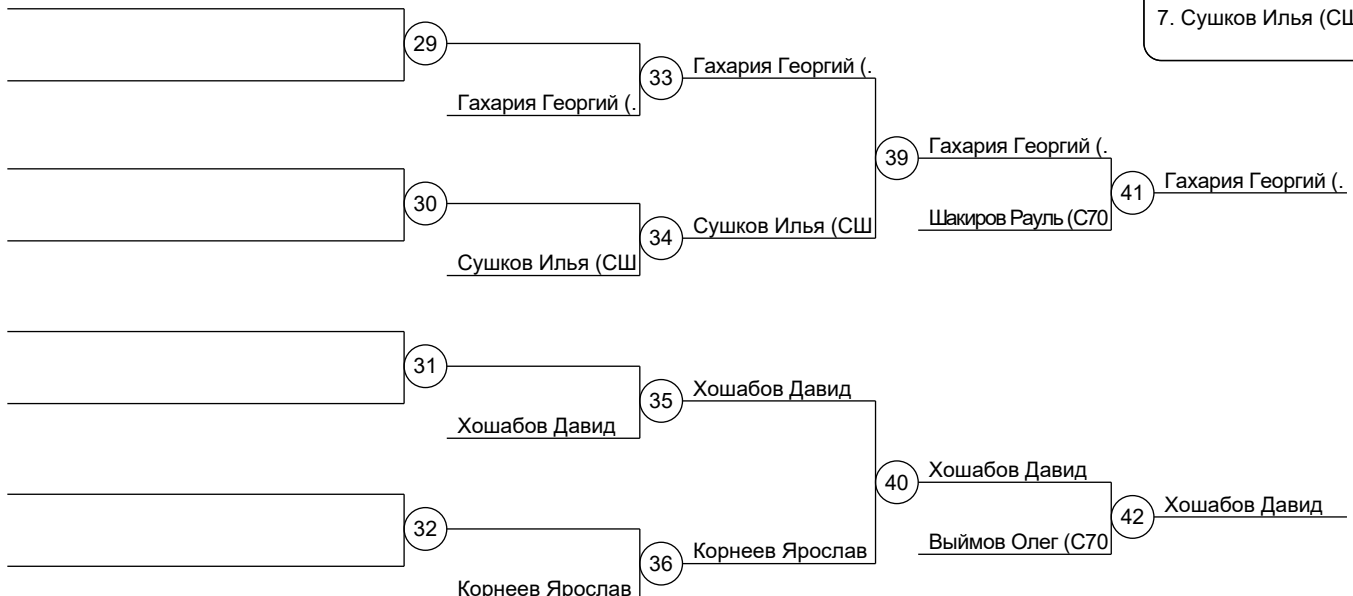 7. Сушков Илья (СШ
29
33
Гахария Георгий (.
Гахария Георгий (.
39
Гахария Георгий (.
41
Гахария Георгий (.
30
34
Сушков Илья (СШ
Шакиров Рауль (С70
Сушков Илья (СШ
31
35
Хошабов Давид
Хошабов Давид
40
Хошабов Давид
42
Хошабов Давид
32
36
Корнеев Ярослав
Выймов Олег (С70
Корнеев Ярослав